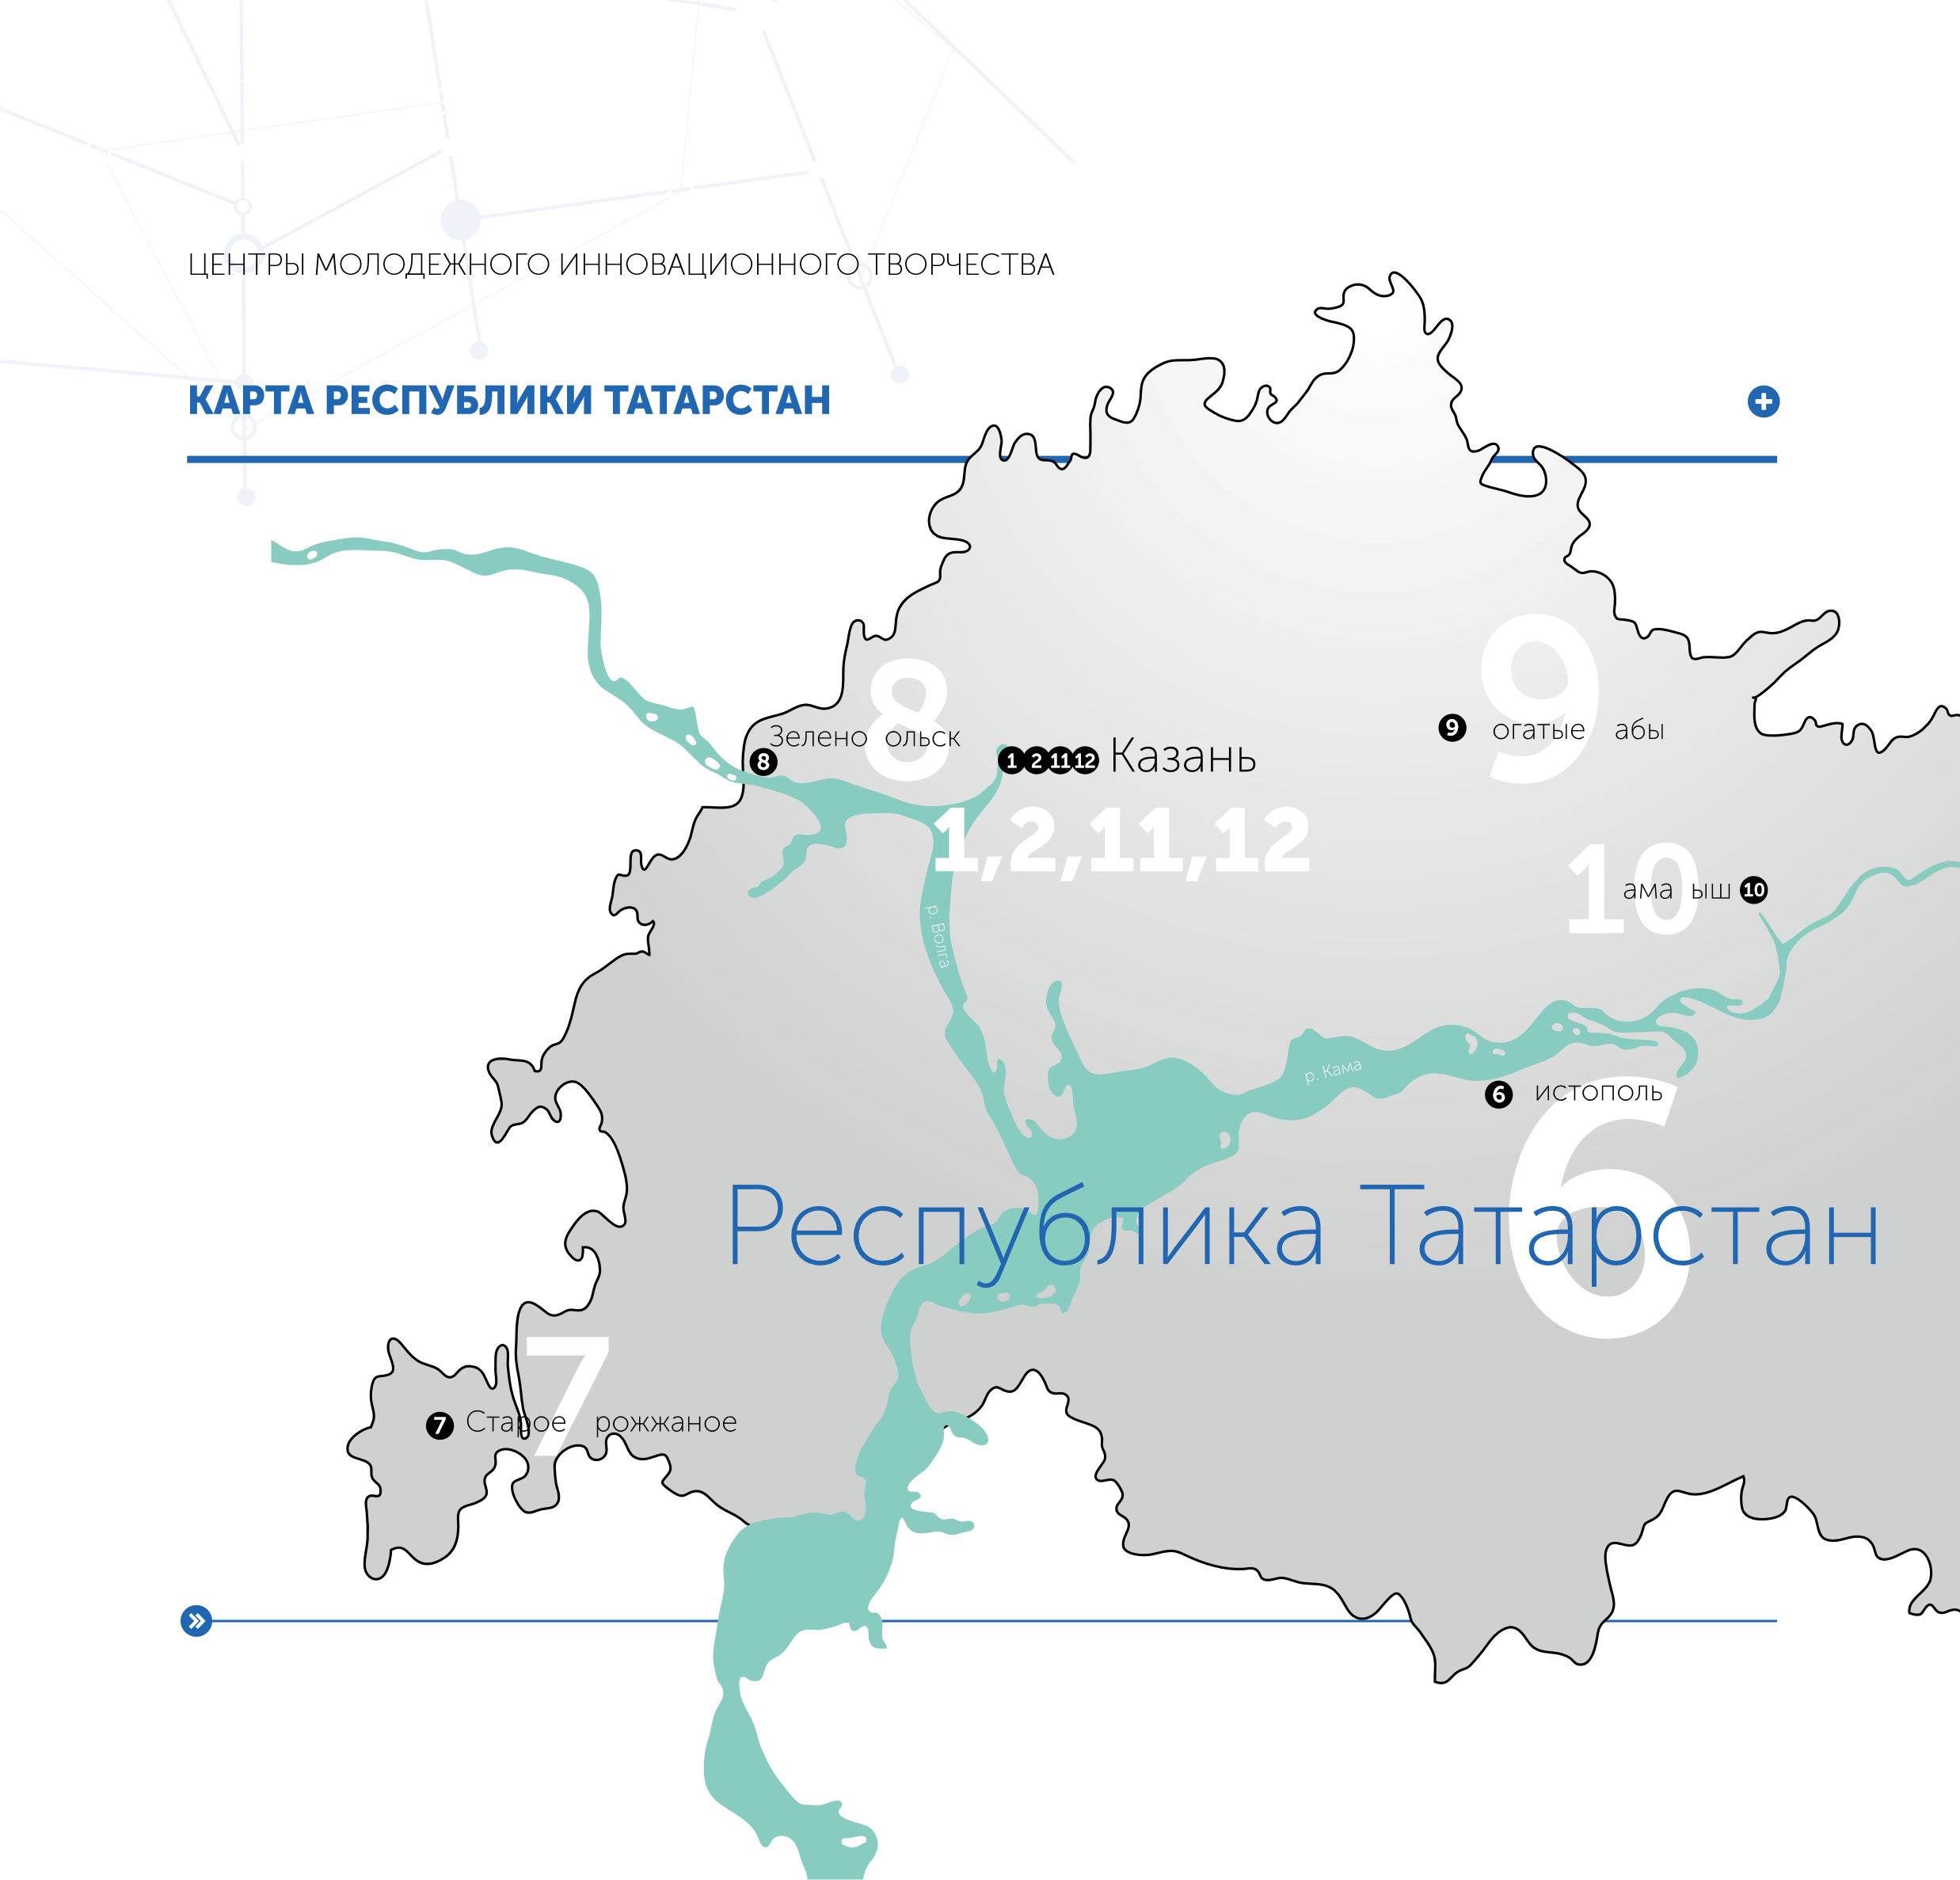 ЦЕНТРЫ МОЛОДЕЖНОГО ИННОВАЦИОННОГО ТВОРЧЕСТВА
КАРТА РЕСПУБЛИКИ ТАТАРСТАН
8
9
Зелено ольск
8
1 2 11 12 Казань
9 огатые абы
1,2,11,12
10
ама ыш 10
р. Волга
р. Кама
6 истополь
6
Республика Татарстан
7
7 Старое рожжаное